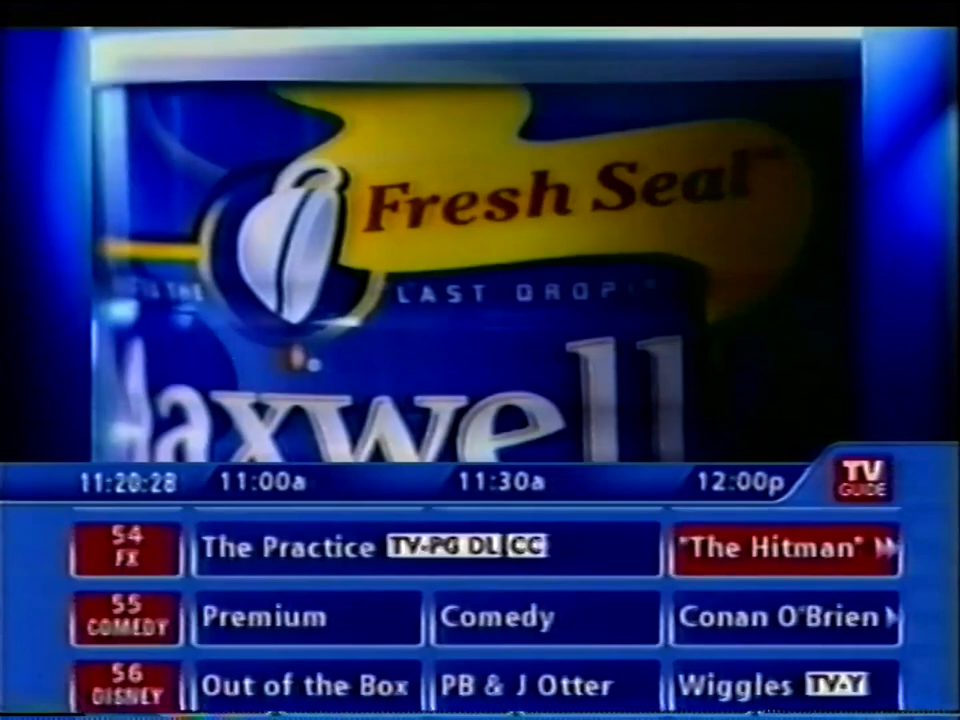 Fresh Seal™
LAST DROP
Maxwell
11:20:28 11:00a 11:30a 12:00p TV GUIDE
54 FX The Practice TV-PG DL CC "The Hitman"
55 COMEDY Premium Comedy Conan O'Brien
56 DISNEY Out of the Box PB & J Otter Wiggles TV-Y